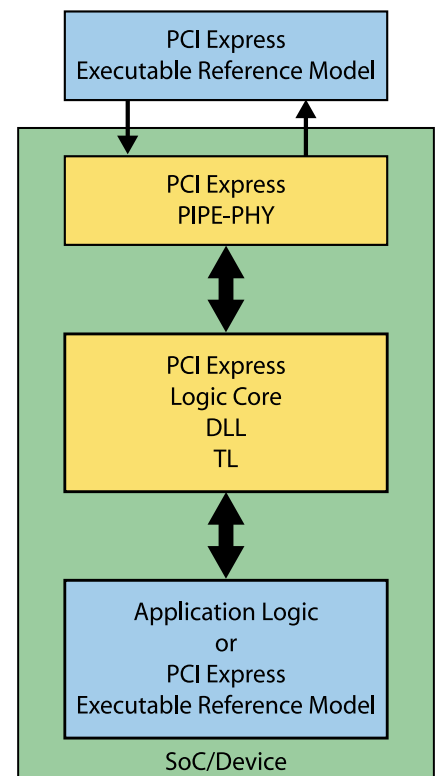 PCI Express
Executable Reference Model
PCI Express
PIPE-PHY
PCI Express
Logic Core
DLL
TL
Application Logic
or
PCI Express
Executable Reference Model
SoC/Device